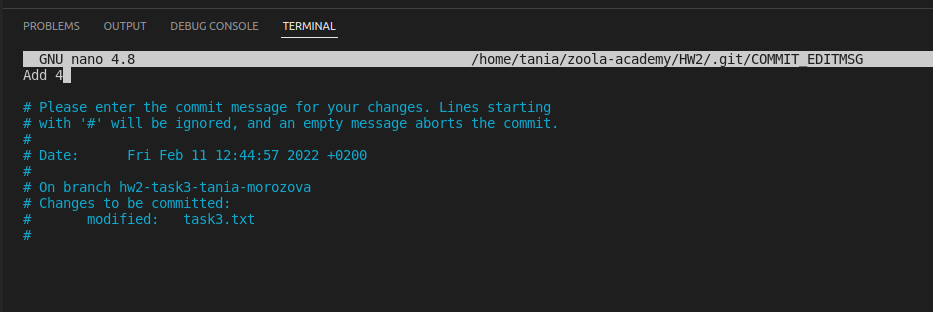 PROBLEMS OUTPUT DEBUG CONSOLE TERMINAL
GNU nano 4.8 /home/tania/zoola-academy/HW2/.git/COMMIT_EDITMSG
Add 4
# Please enter the commit message for your changes. Lines starting
# with '#' will be ignored, and an empty message aborts the commit.
#
# Date:      Fri Feb 11 12:44:57 2022 +0200
#
# On branch hw2-task3-tania-morozova
# Changes to be committed:
#       modified:   task3.txt
#